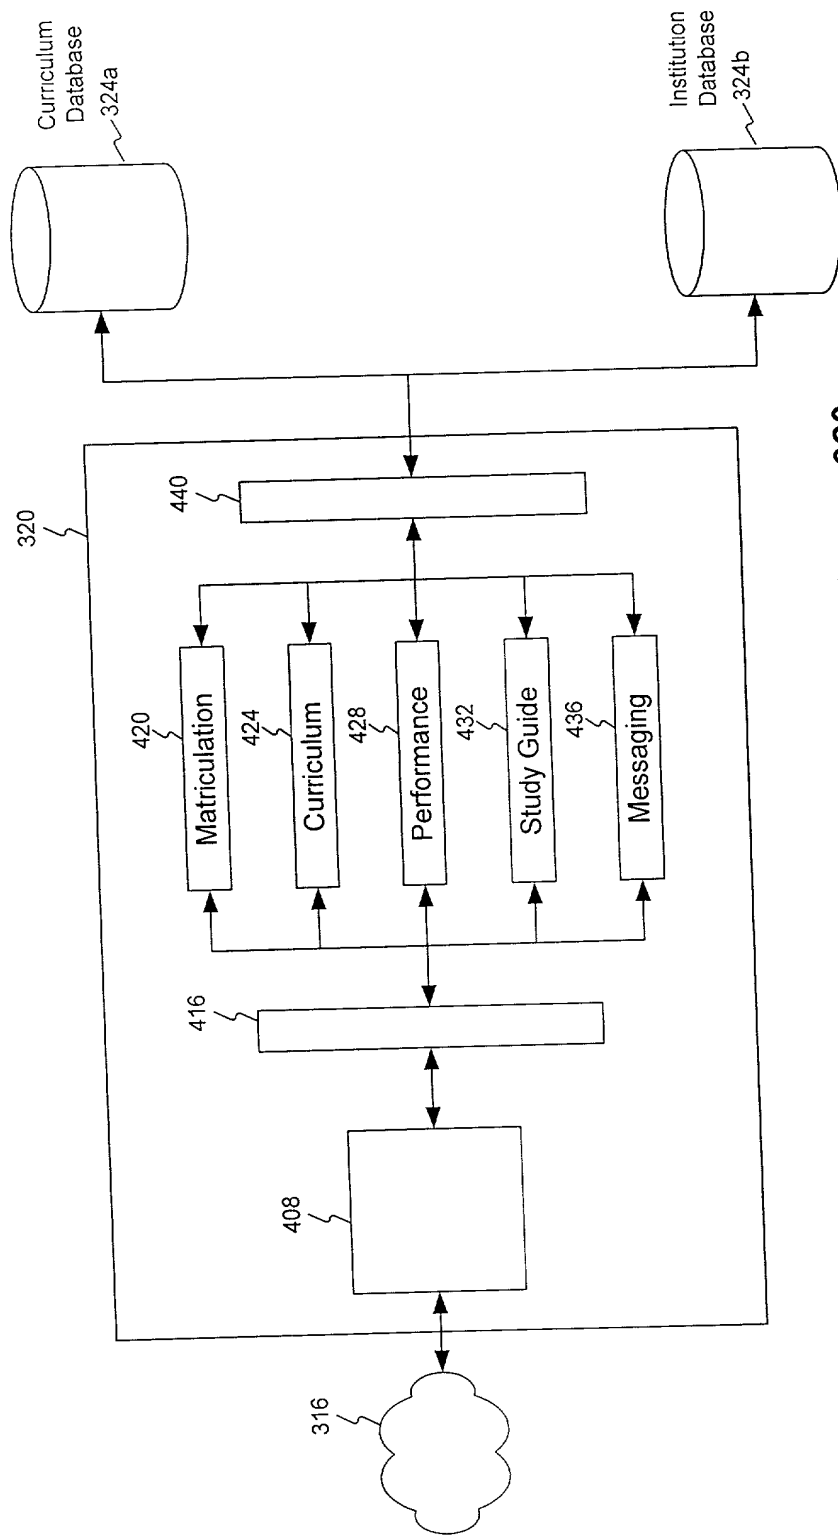 Curriculum
Database
324a
Institution
Database
324b
320
440
420
Matriculation
424
Curriculum
428
Performance
432
Study Guide
436
Messaging
416
408
316